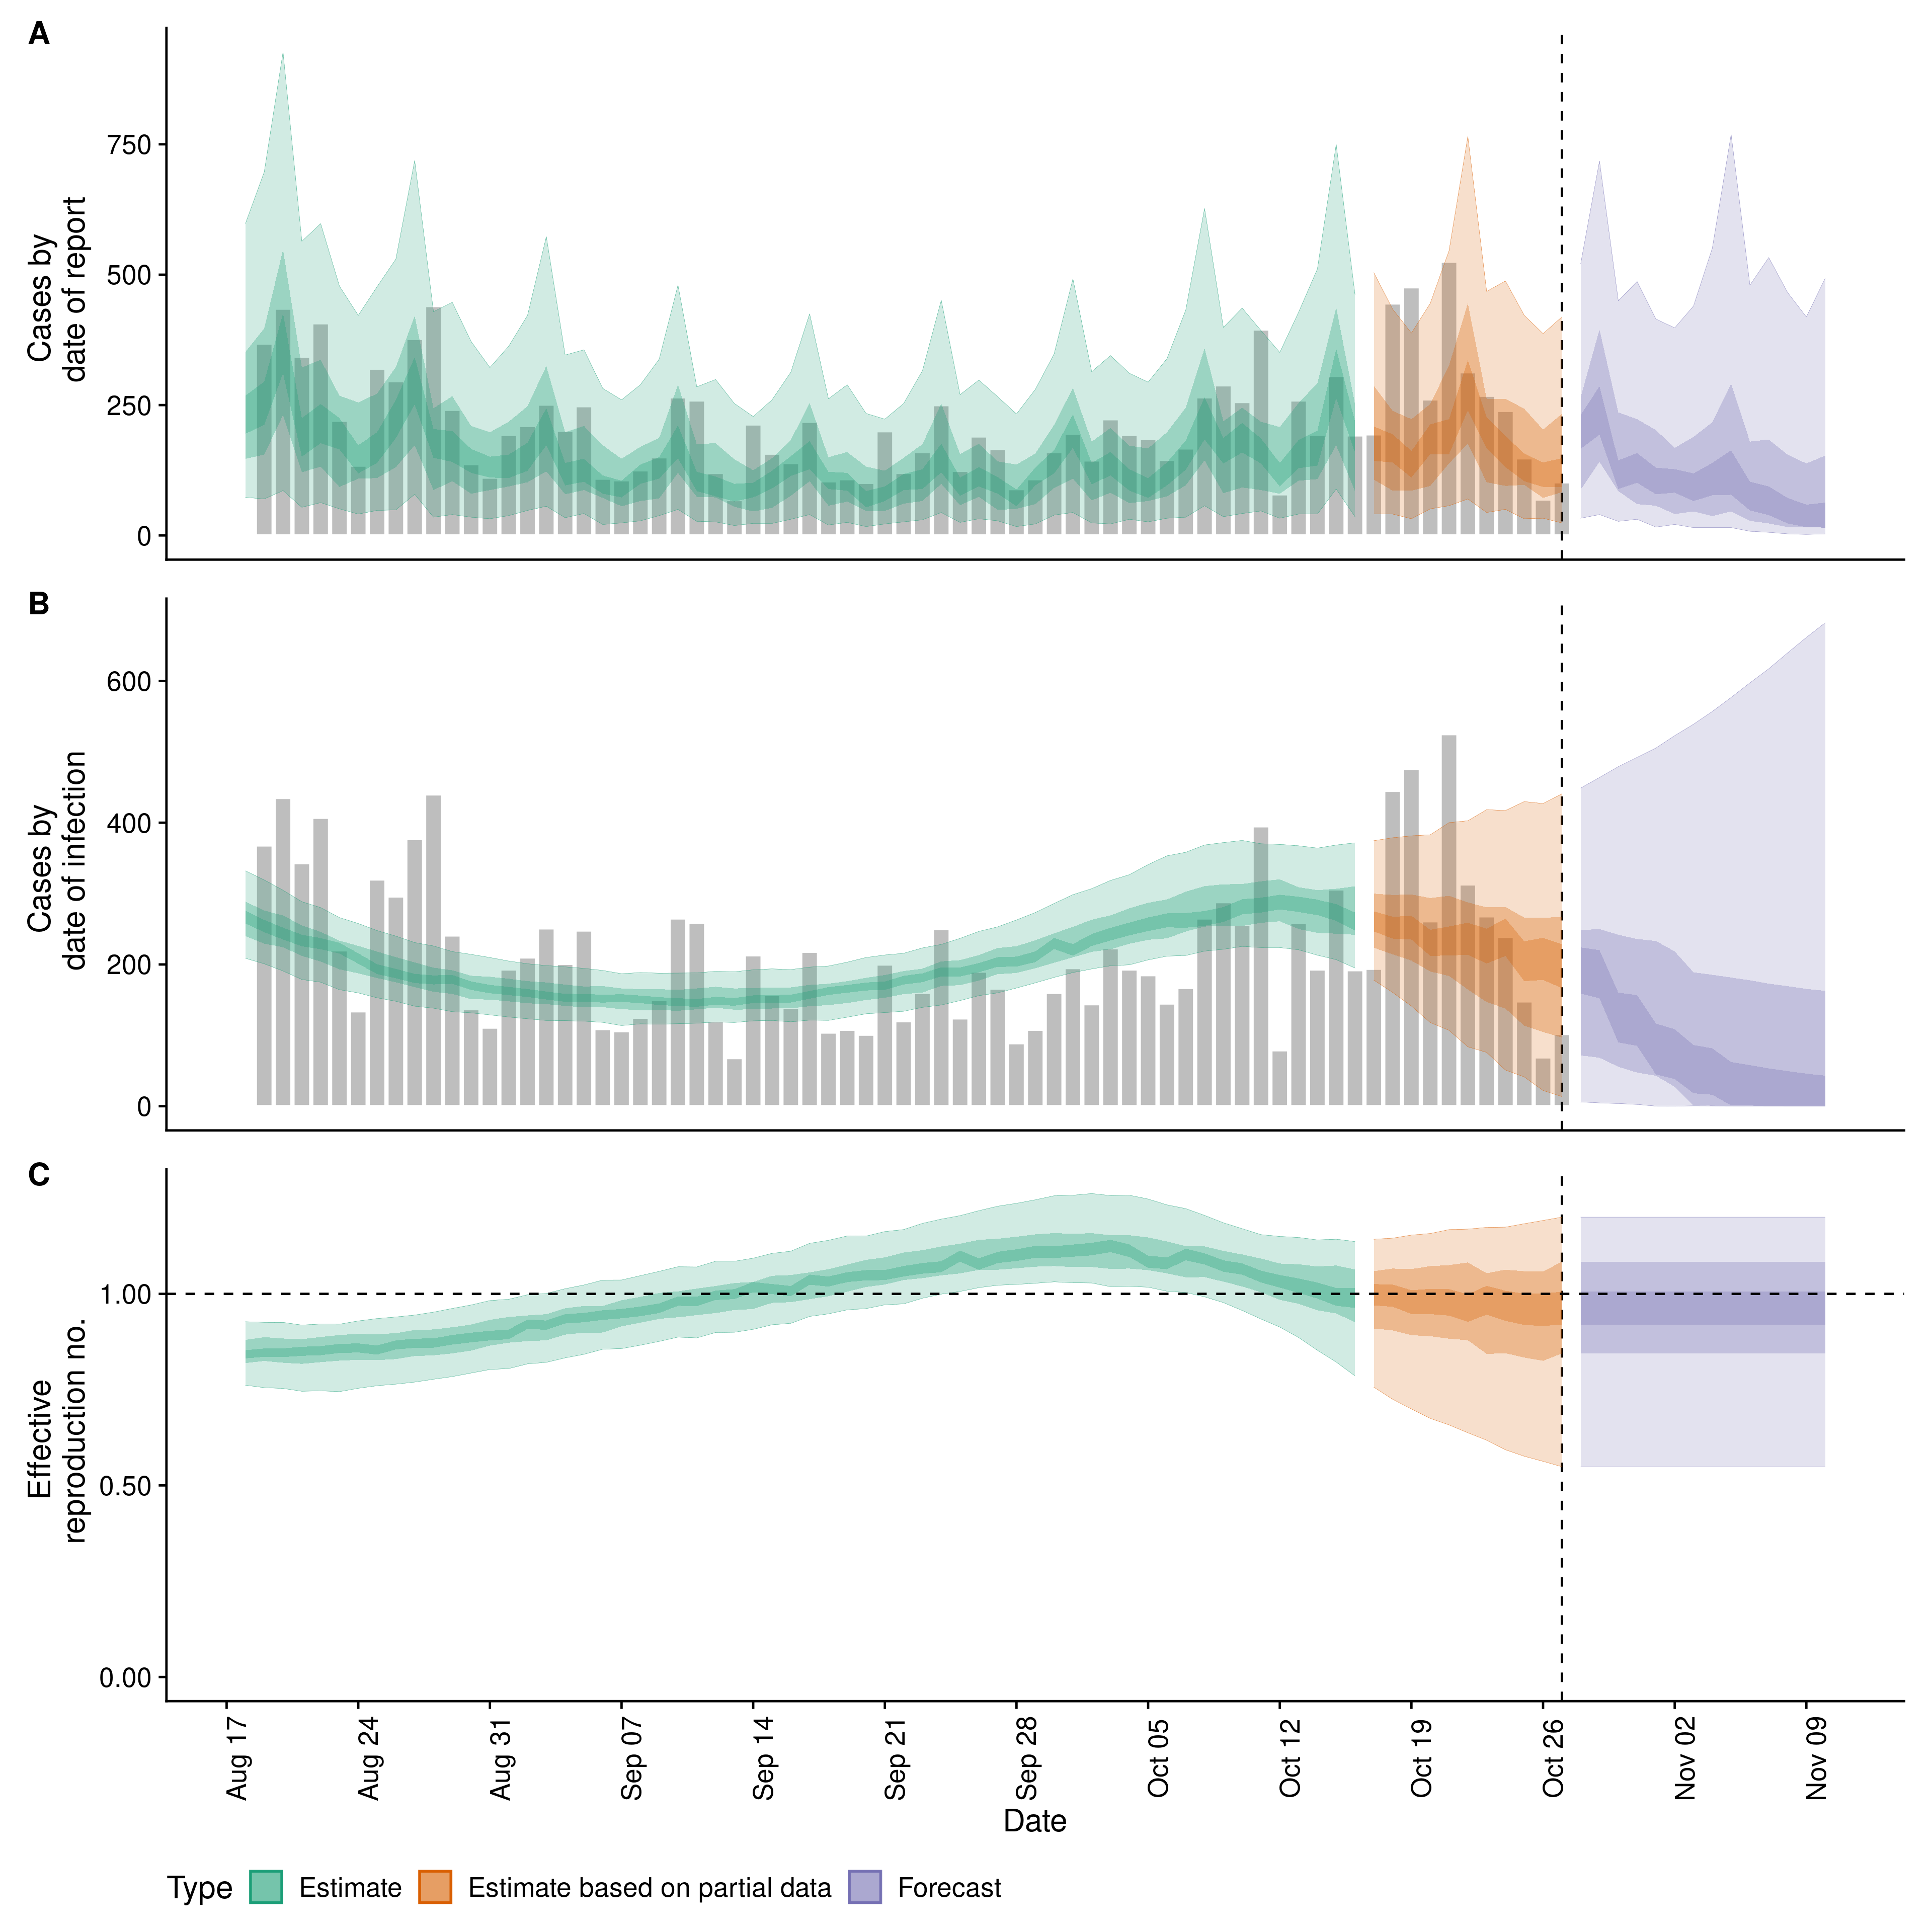 A
Cases by
date of report
750
500
250
0
B
Cases by
date of infection
600
400
200
0
C
Effective
reproduction no.
1.00
0.50
0.00
Aug 17
Aug 24
Aug 31
Sep 07
Sep 14
Sep 21
Sep 28
Oct 05
Oct 12
Oct 19
Oct 26
Nov 02
Nov 09
Date
Type Estimate Estimate based on partial data Forecast